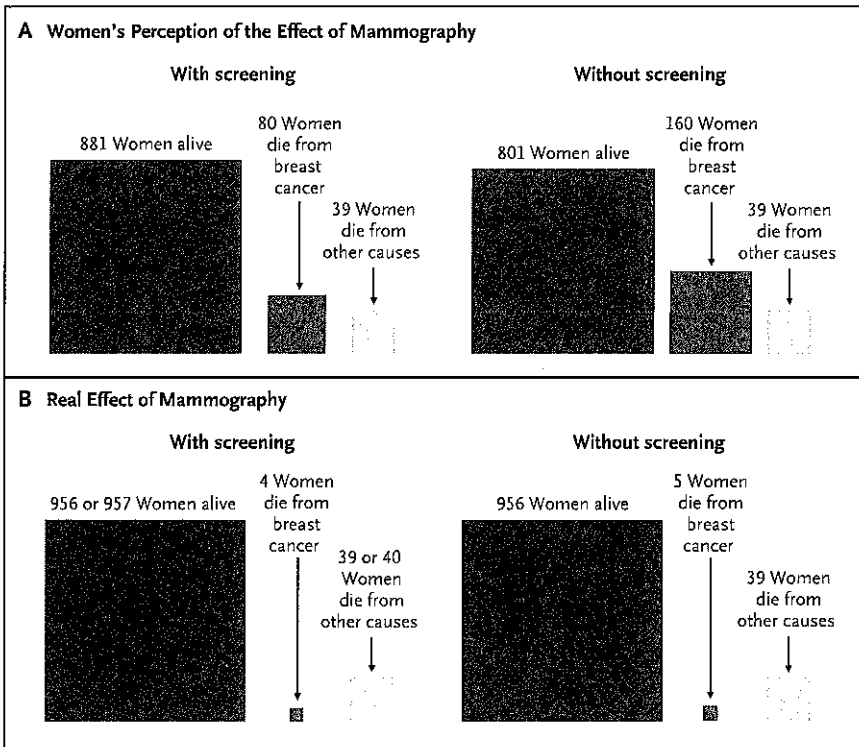 A Women's Perception of the Effect of Mammography
With screening
881 Women alive
80 Women
die from
breast
cancer
39 Women
die from
other causes
Without screening
801 Women alive
160 Women
die from
breast
cancer
39 Women
die from
other causes
B Real Effect of Mammography
With screening
956 or 957 Women alive
4 Women
die from
breast
cancer
39 or 40
Women
die from
other causes
Without screening
956 Women alive
5 Women
die from
breast
cancer
39 Women
die from
other causes